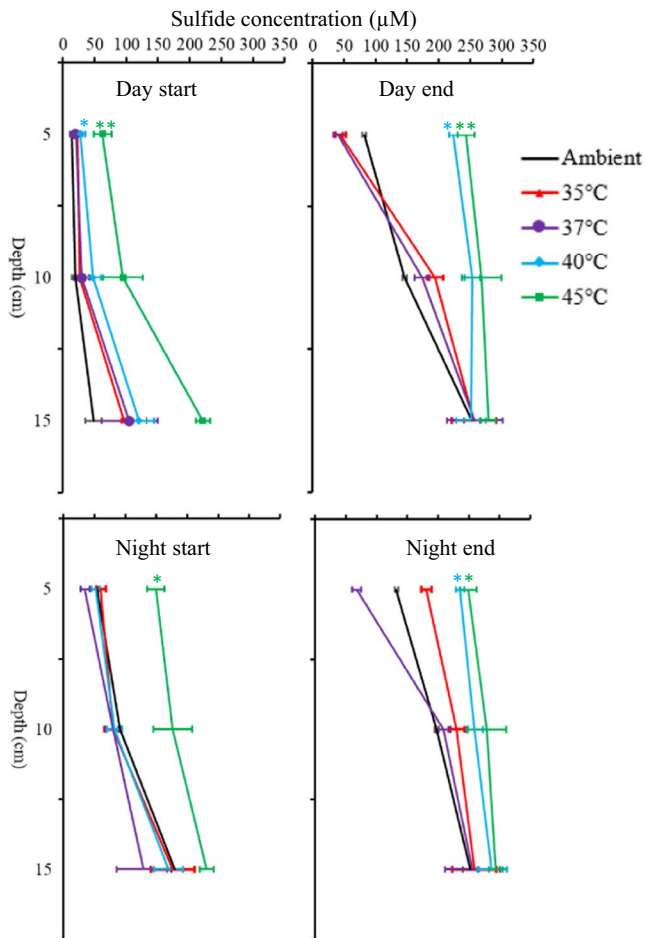 Sulfide concentration (µM)
0 50 100 150 200 250 300 350
0 50 100 150 200 250 300 350
Day start
Day end
* **
* **
5
10
15
Depth (cm)
Ambient
35°C
37°C
40°C
45°C
Night start
Night end
*
**
5
10
15
Depth (cm)